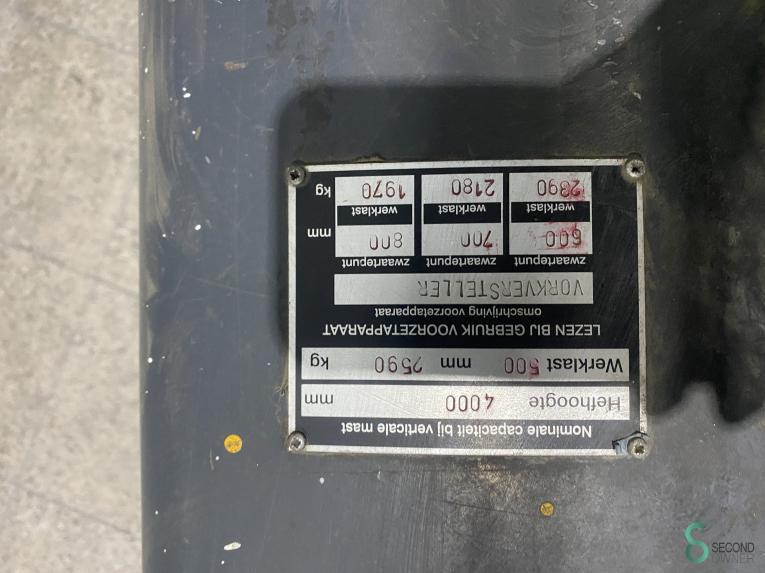 Nominale capaciteit bij verticale mast
Hefhoogte 4000 mm
Werklast 500 mm 2590 kg
LEZEN BIJ GEBRUIK VOORZETAPPARAAT
omschrijving voorzetapparaat
VORKVERSTELLER
zwaartepunt zwaartepunt zwaartepunt
600 700 800 mm
werklast werklast werklast
2390 2180 1970 kg
SECOND
OWNER